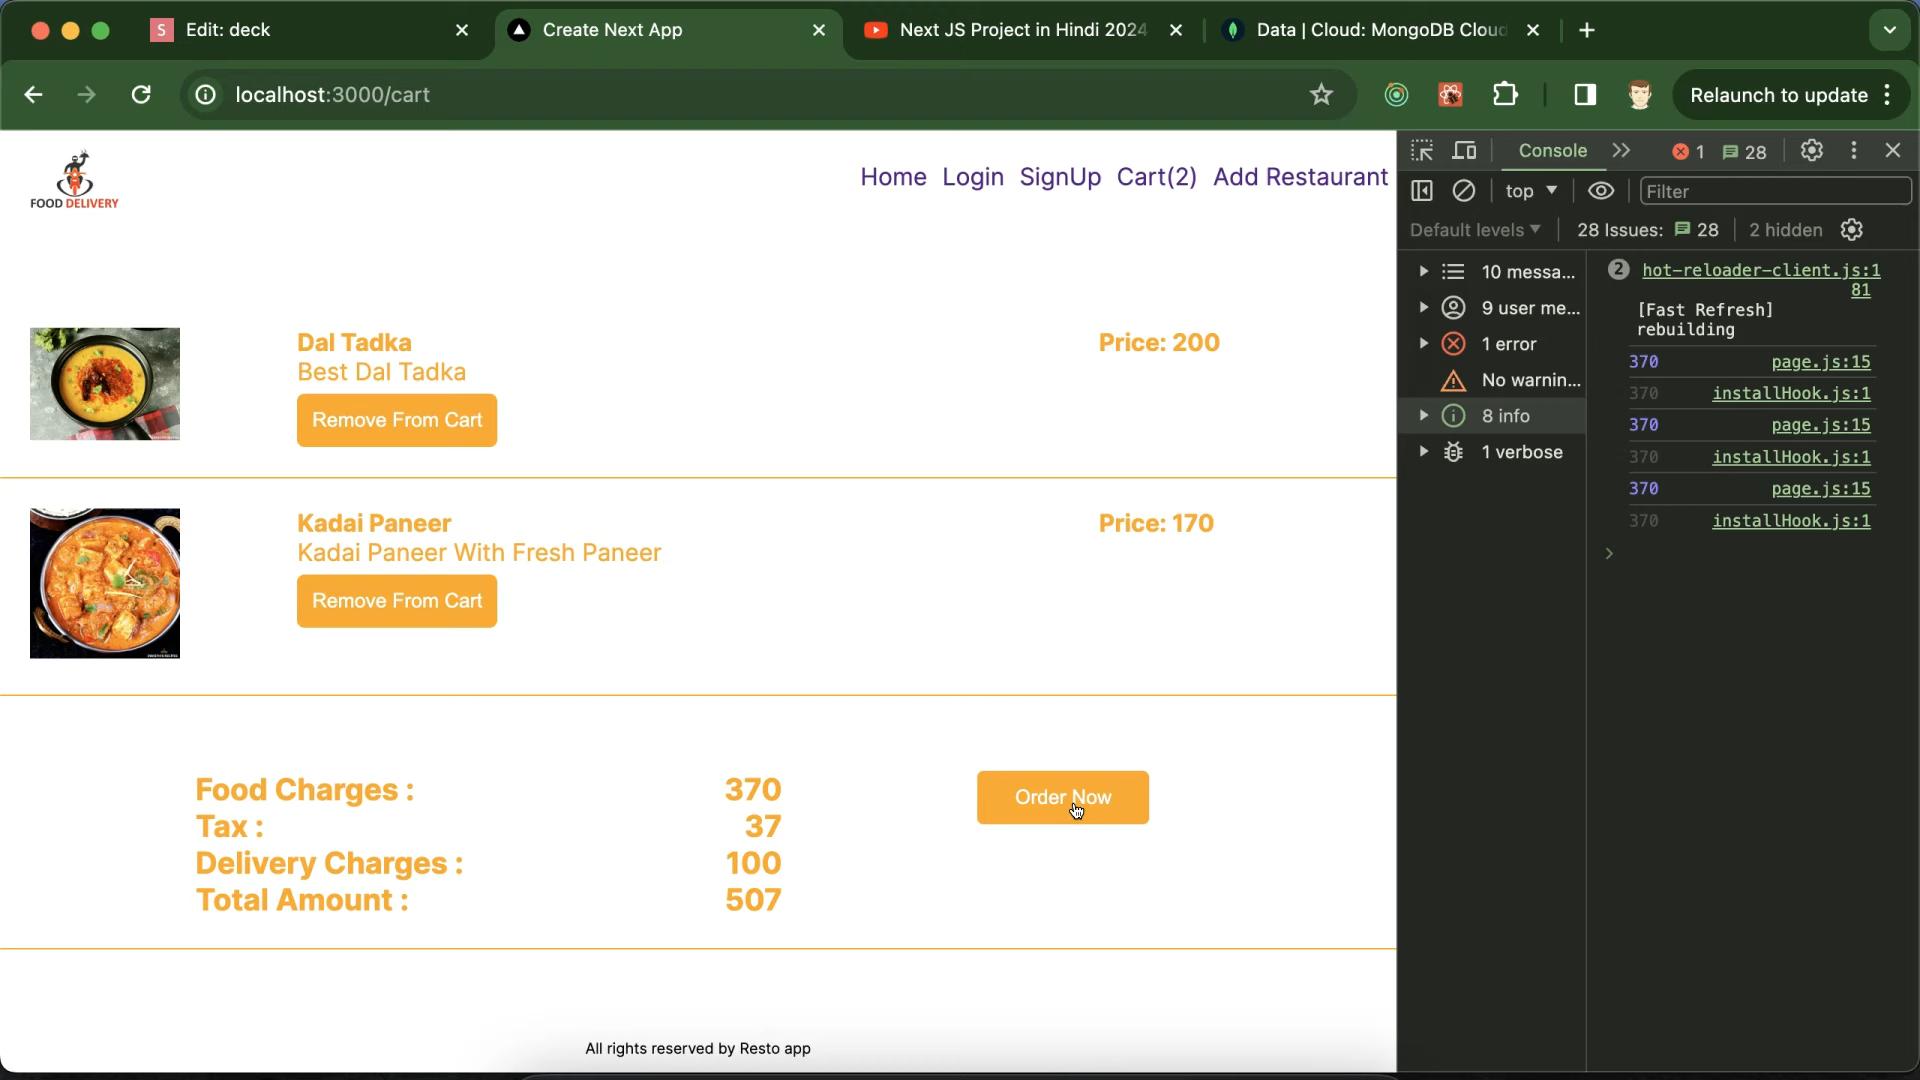 S Edit: deck
Create Next App
Next JS Project in Hindi 2024
Data | Cloud: MongoDB Cloud
localhost:3000/cart
Relaunch to update
FOOD DELIVERY
Home Login SignUp Cart(2) Add Restaurant
Dal Tadka
Price: 200
Best Dal Tadka
Remove From Cart
Kadai Paneer
Price: 170
Kadai Paneer With Fresh Paneer
Remove From Cart
Food Charges : 370
Order Now
Tax : 37
Delivery Charges : 100
Total Amount : 507
All rights reserved by Resto app
Console 1 28
top Filter
Default levels 28 Issues: 28 2 hidden
10 messa...
9 user me...
1 error
No warnin...
8 info
1 verbose
2 hot-reloader-client.js:1
81
[Fast Refresh]
rebuilding
370 page.js:15
370 installHook.js:1
370 page.js:15
370 installHook.js:1
370 page.js:15
370 installHook.js:1